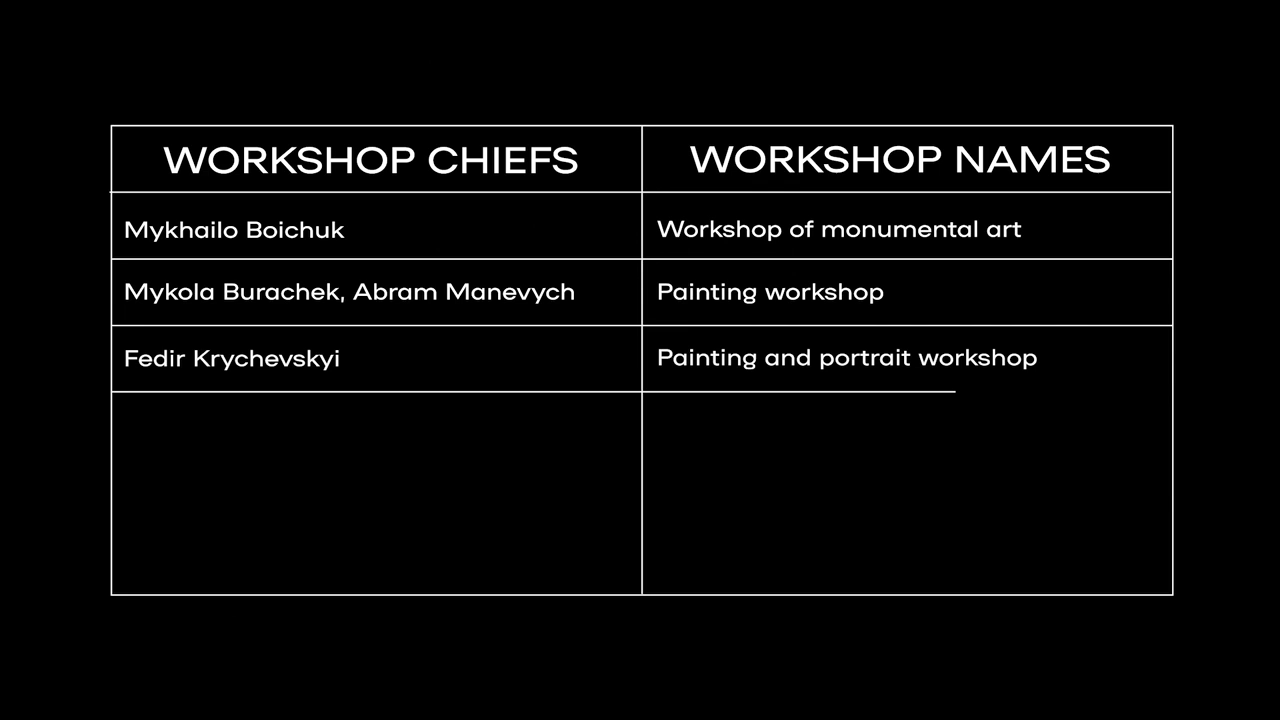 WORKSHOP CHIEFS WORKSHOP NAMES
Mykhailo Boichuk Workshop of monumental art
Mykola Burachek, Abram Manevych Painting workshop
Fedir Krychevskyi Painting and portrait workshop